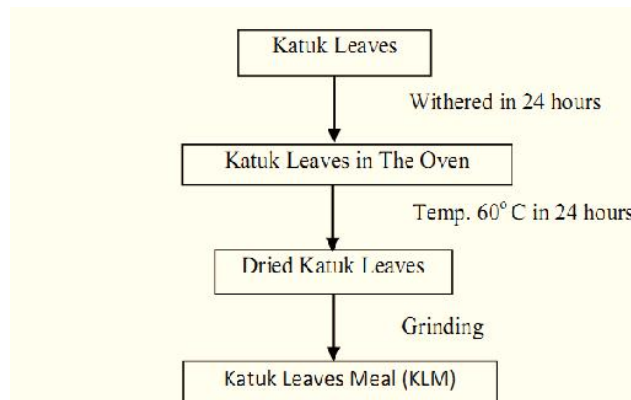 Katuk Leaves
Withered in 24 hours
Katuk Leaves in The Oven
Temp. 60° C in 24 hours
Dried Katuk Leaves
Grinding
Katuk Leaves Meal (KLM)